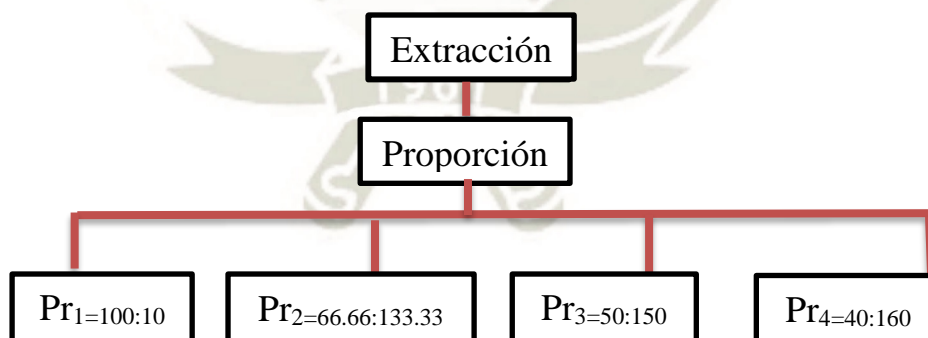 Extracción
Proporción
Pr1=100:10
Pr2=66.66:133.33
Pr3=50:150
Pr4=40:160